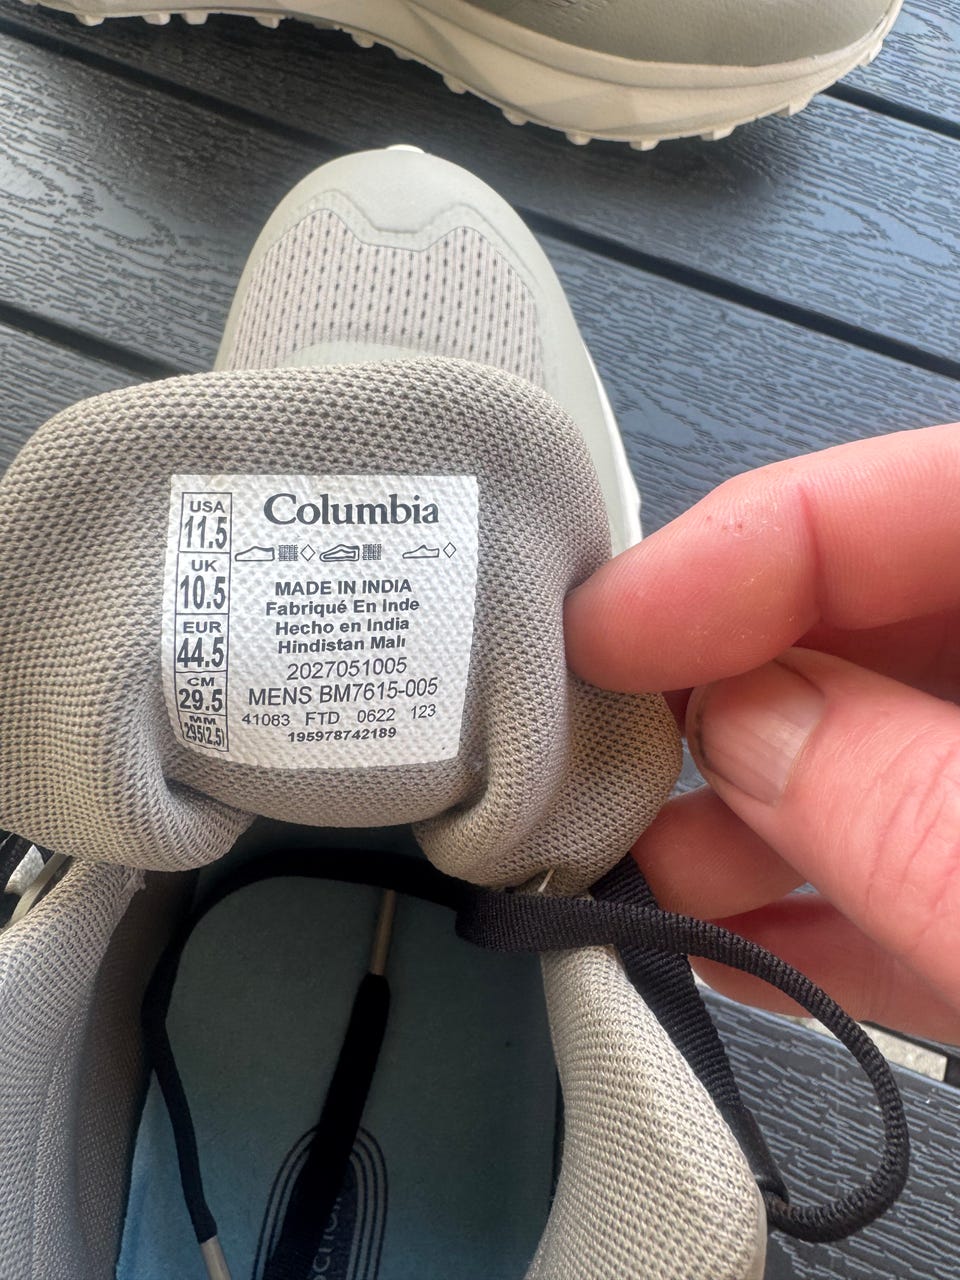 USA
11.5
UK
10.5
EUR
44.5
CM
29.5
MM
295(2.5)
Columbia
MADE IN INDIA
Fabriqué En Inde
Hecho en India
Hindistan Malı
2027051005
MENS BM7615-005
41083 FTD 0622 123
195978742189